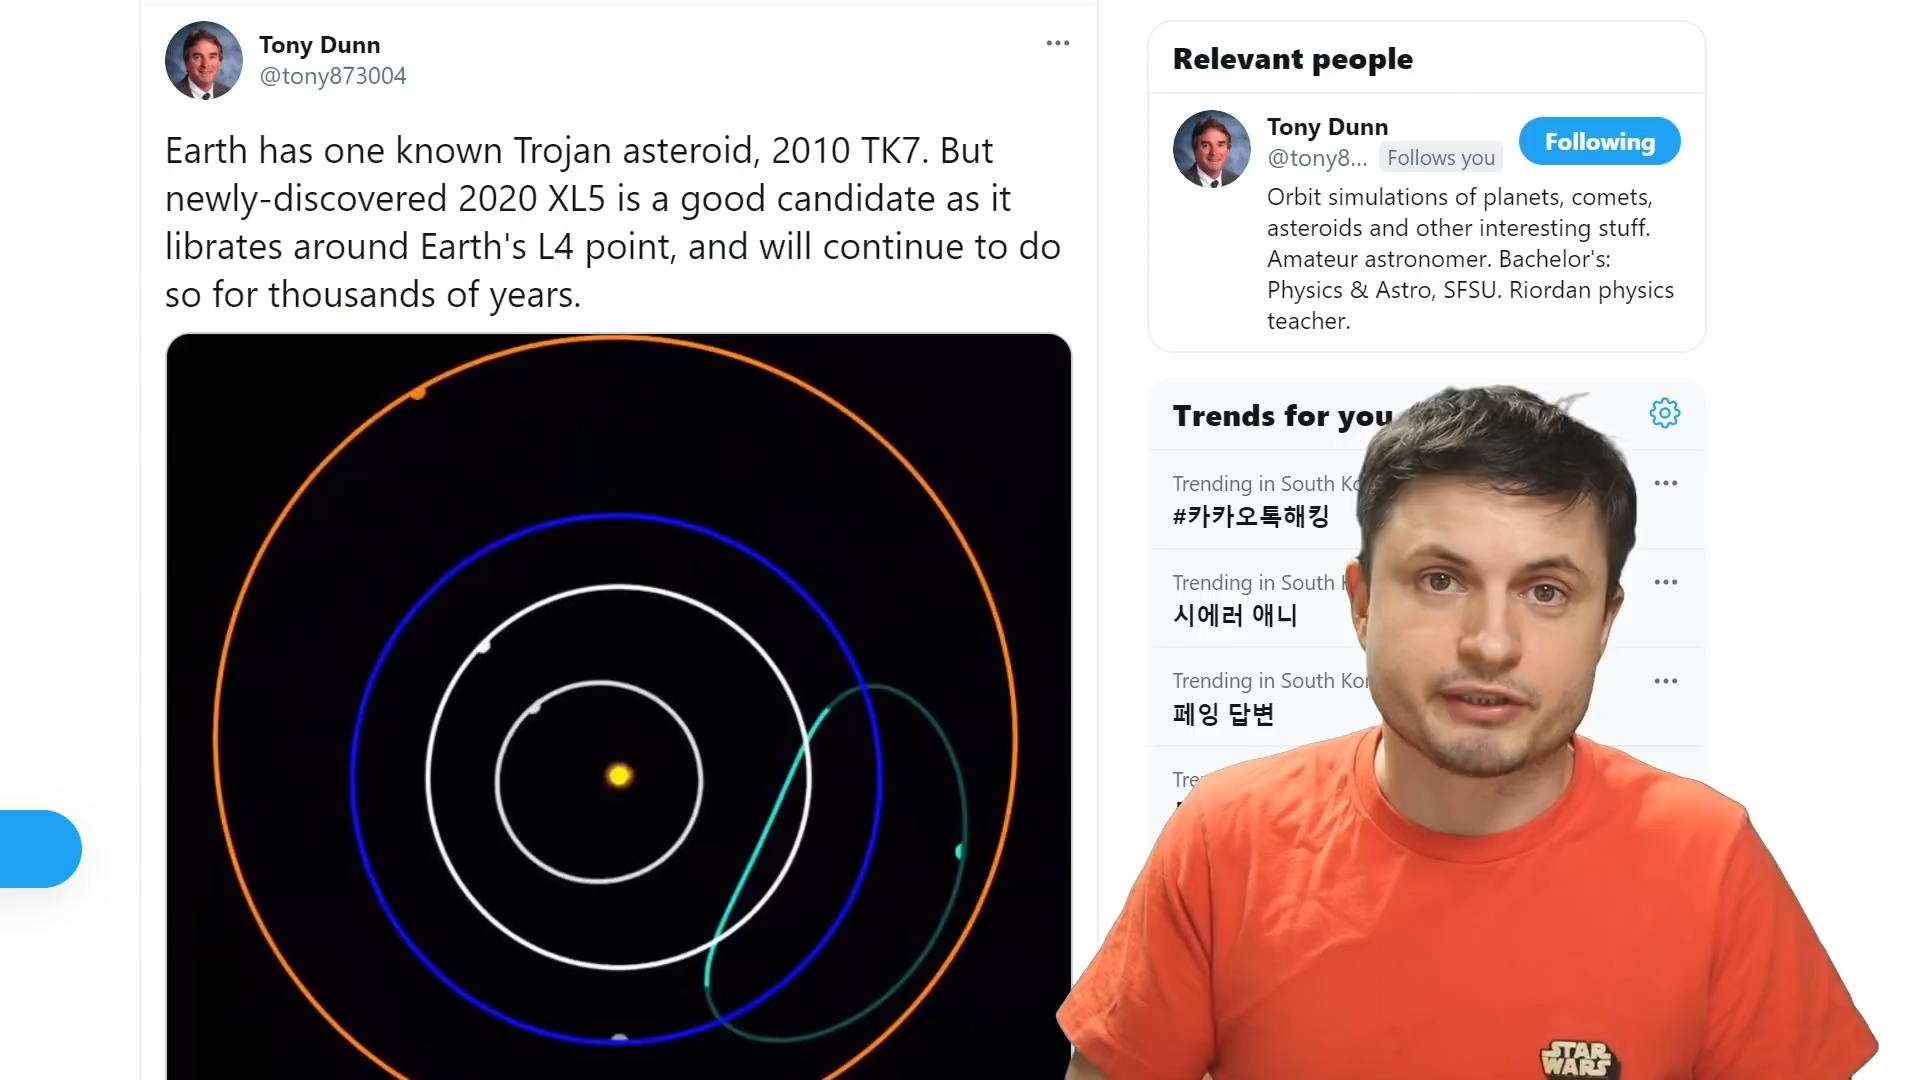 Tony Dunn
@tony873004
Earth has one known Trojan asteroid, 2010 TK7. But
newly-discovered 2020 XL5 is a good candidate as it
librates around Earth's L4 point, and will continue to do
so for thousands of years.
Relevant people
Tony Dunn
@tony8... Follows you
Following
Orbit simulations of planets, comets,
asteroids and other interesting stuff.
Amateur astronomer. Bachelor's:
Physics & Astro, SFSU. Riordan physics
teacher.
Trends for you
Trending in South
#카카오톡해킹
Trending in South
시에러 애니
Trending in South
페잉 답변
STAR
WARS